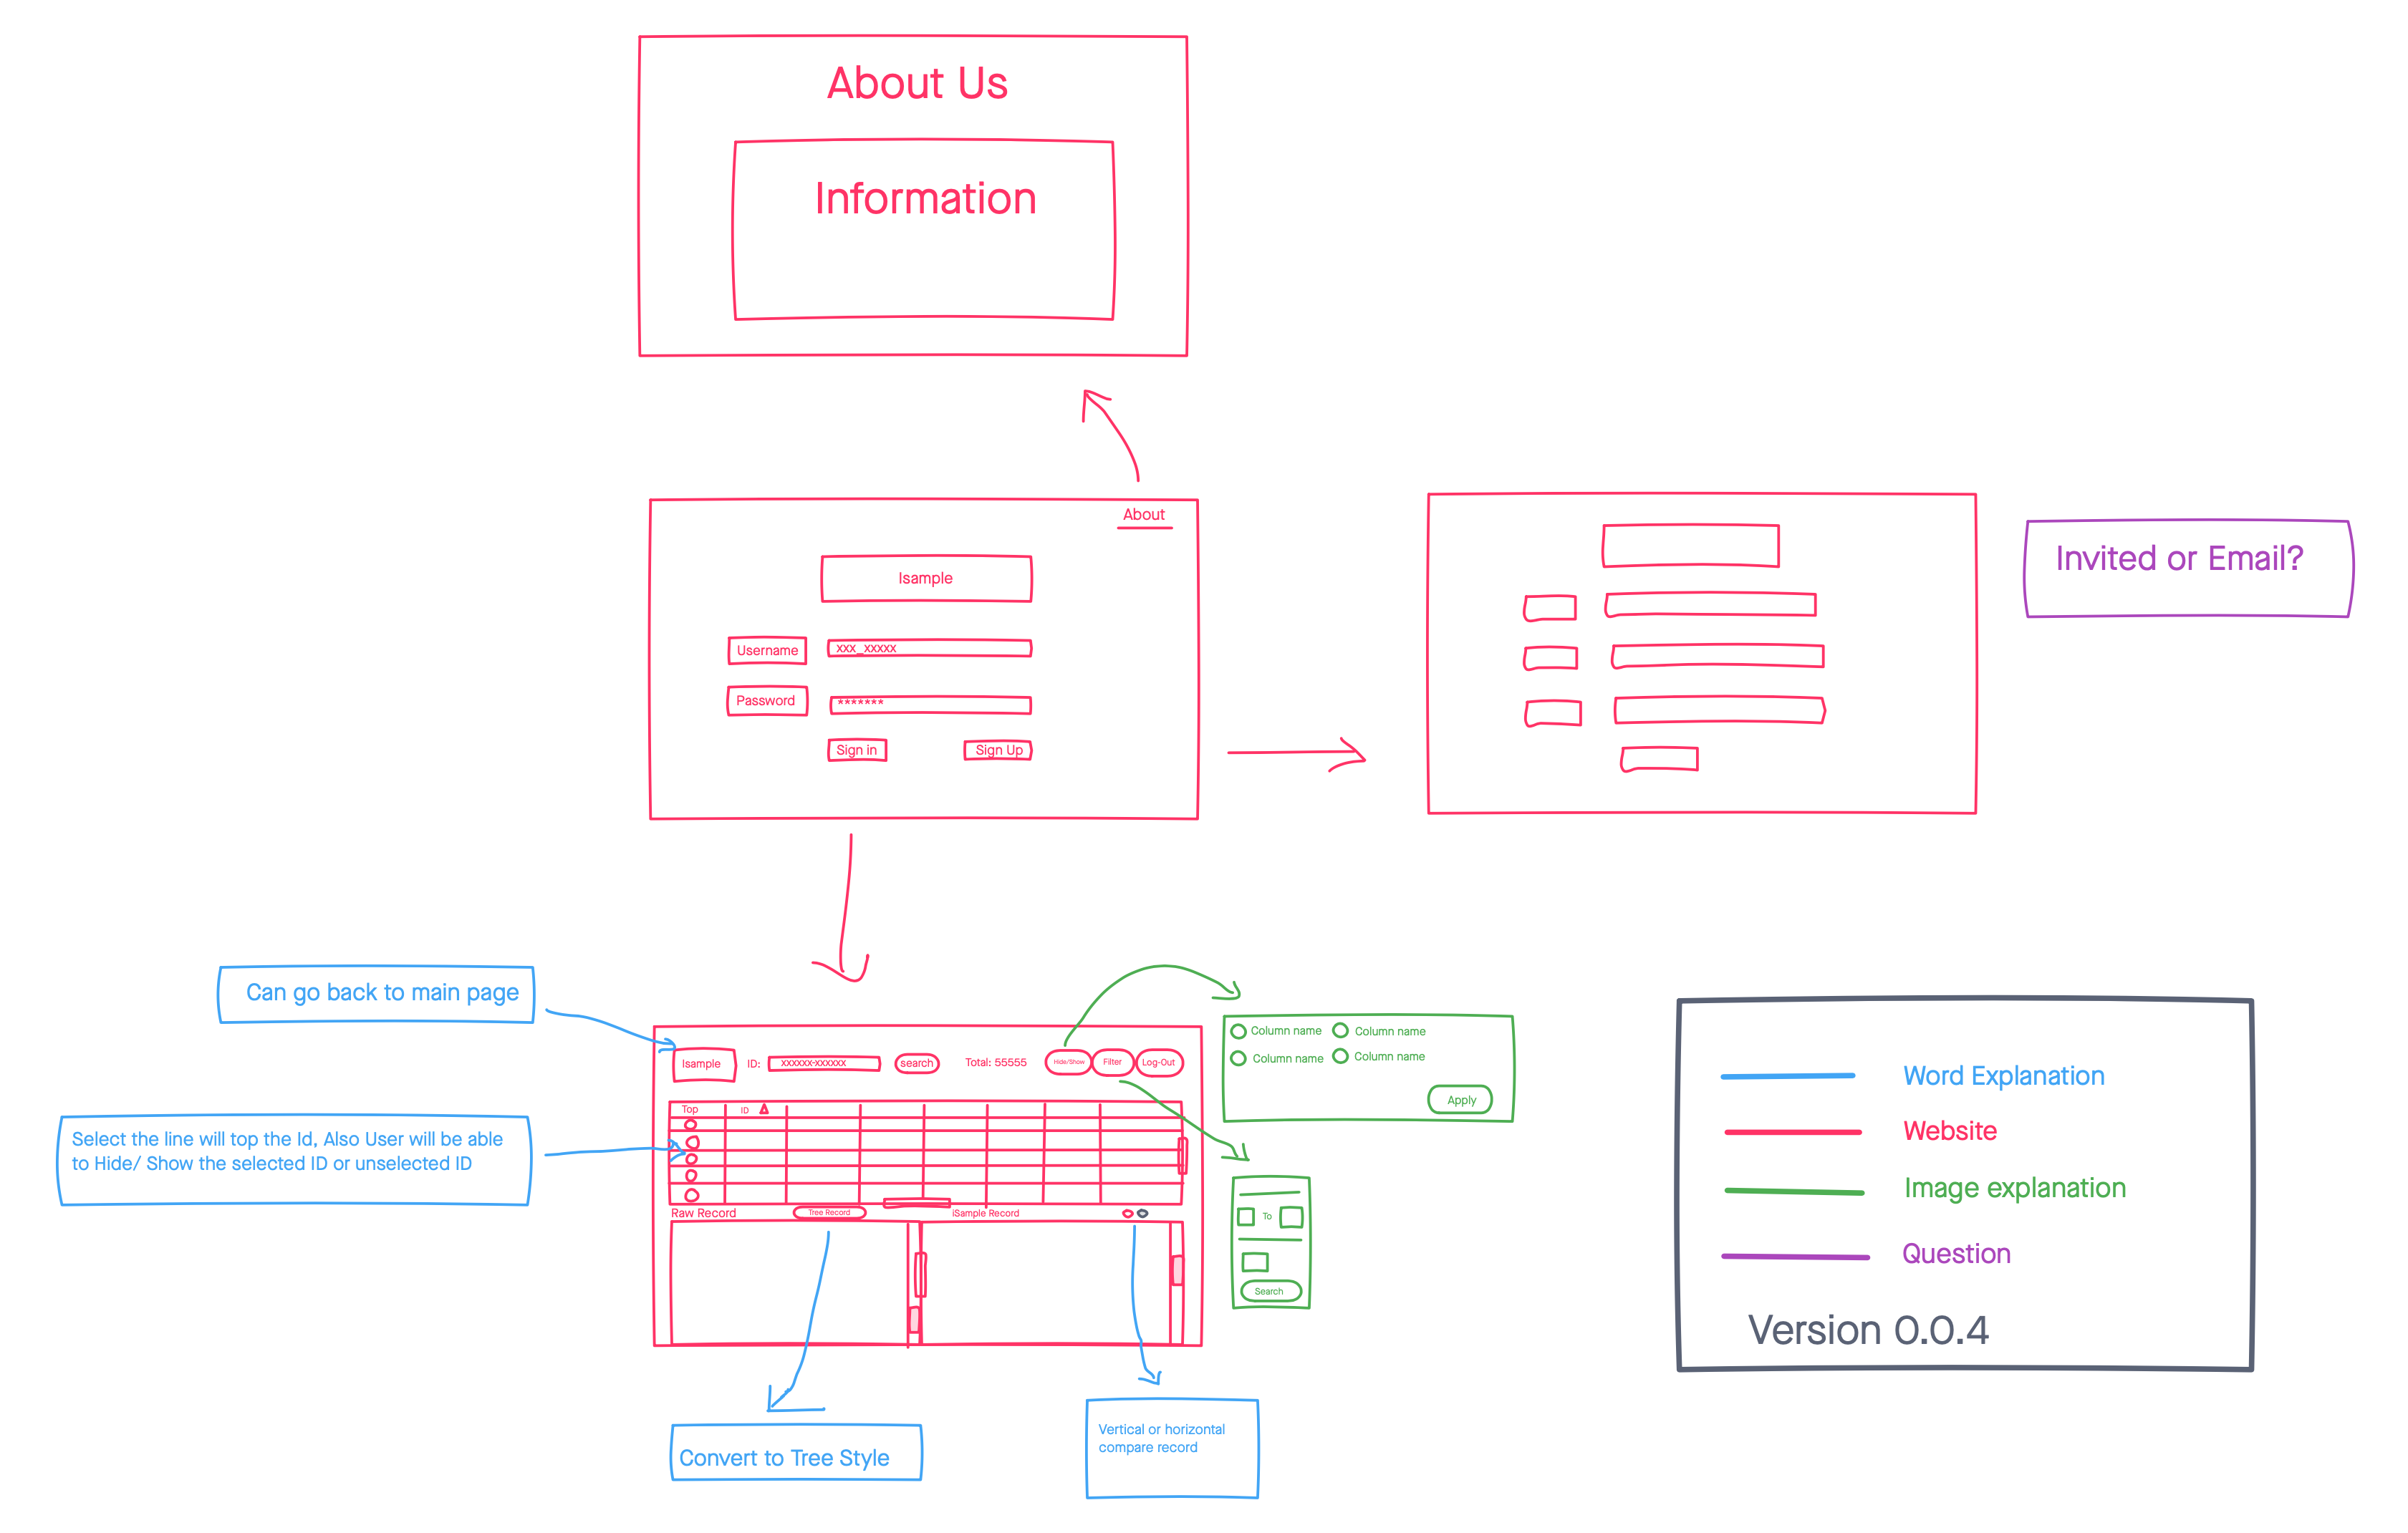 About Us
Information
About
Isample
Username
xxx_xxxxx
Password
*******
Sign in
Sign Up
Invited or Email?
Can go back to main page
Select the line will top the Id, Also User will be able
to Hide/ Show the selected ID or unselected ID
Isample
ID:
xxxxxx-xxxxxx
search
Total: 55555
Hide/Show
Filter
Log-Out
Top
ID
Raw Record
Tree Record
iSample Record
Column name
Column name
Column name
Column name
Apply
To
Search
Convert to Tree Style
Vertical or horizontal
compare record
Word Explanation
Website
Image explanation
Question
Version 0.0.4